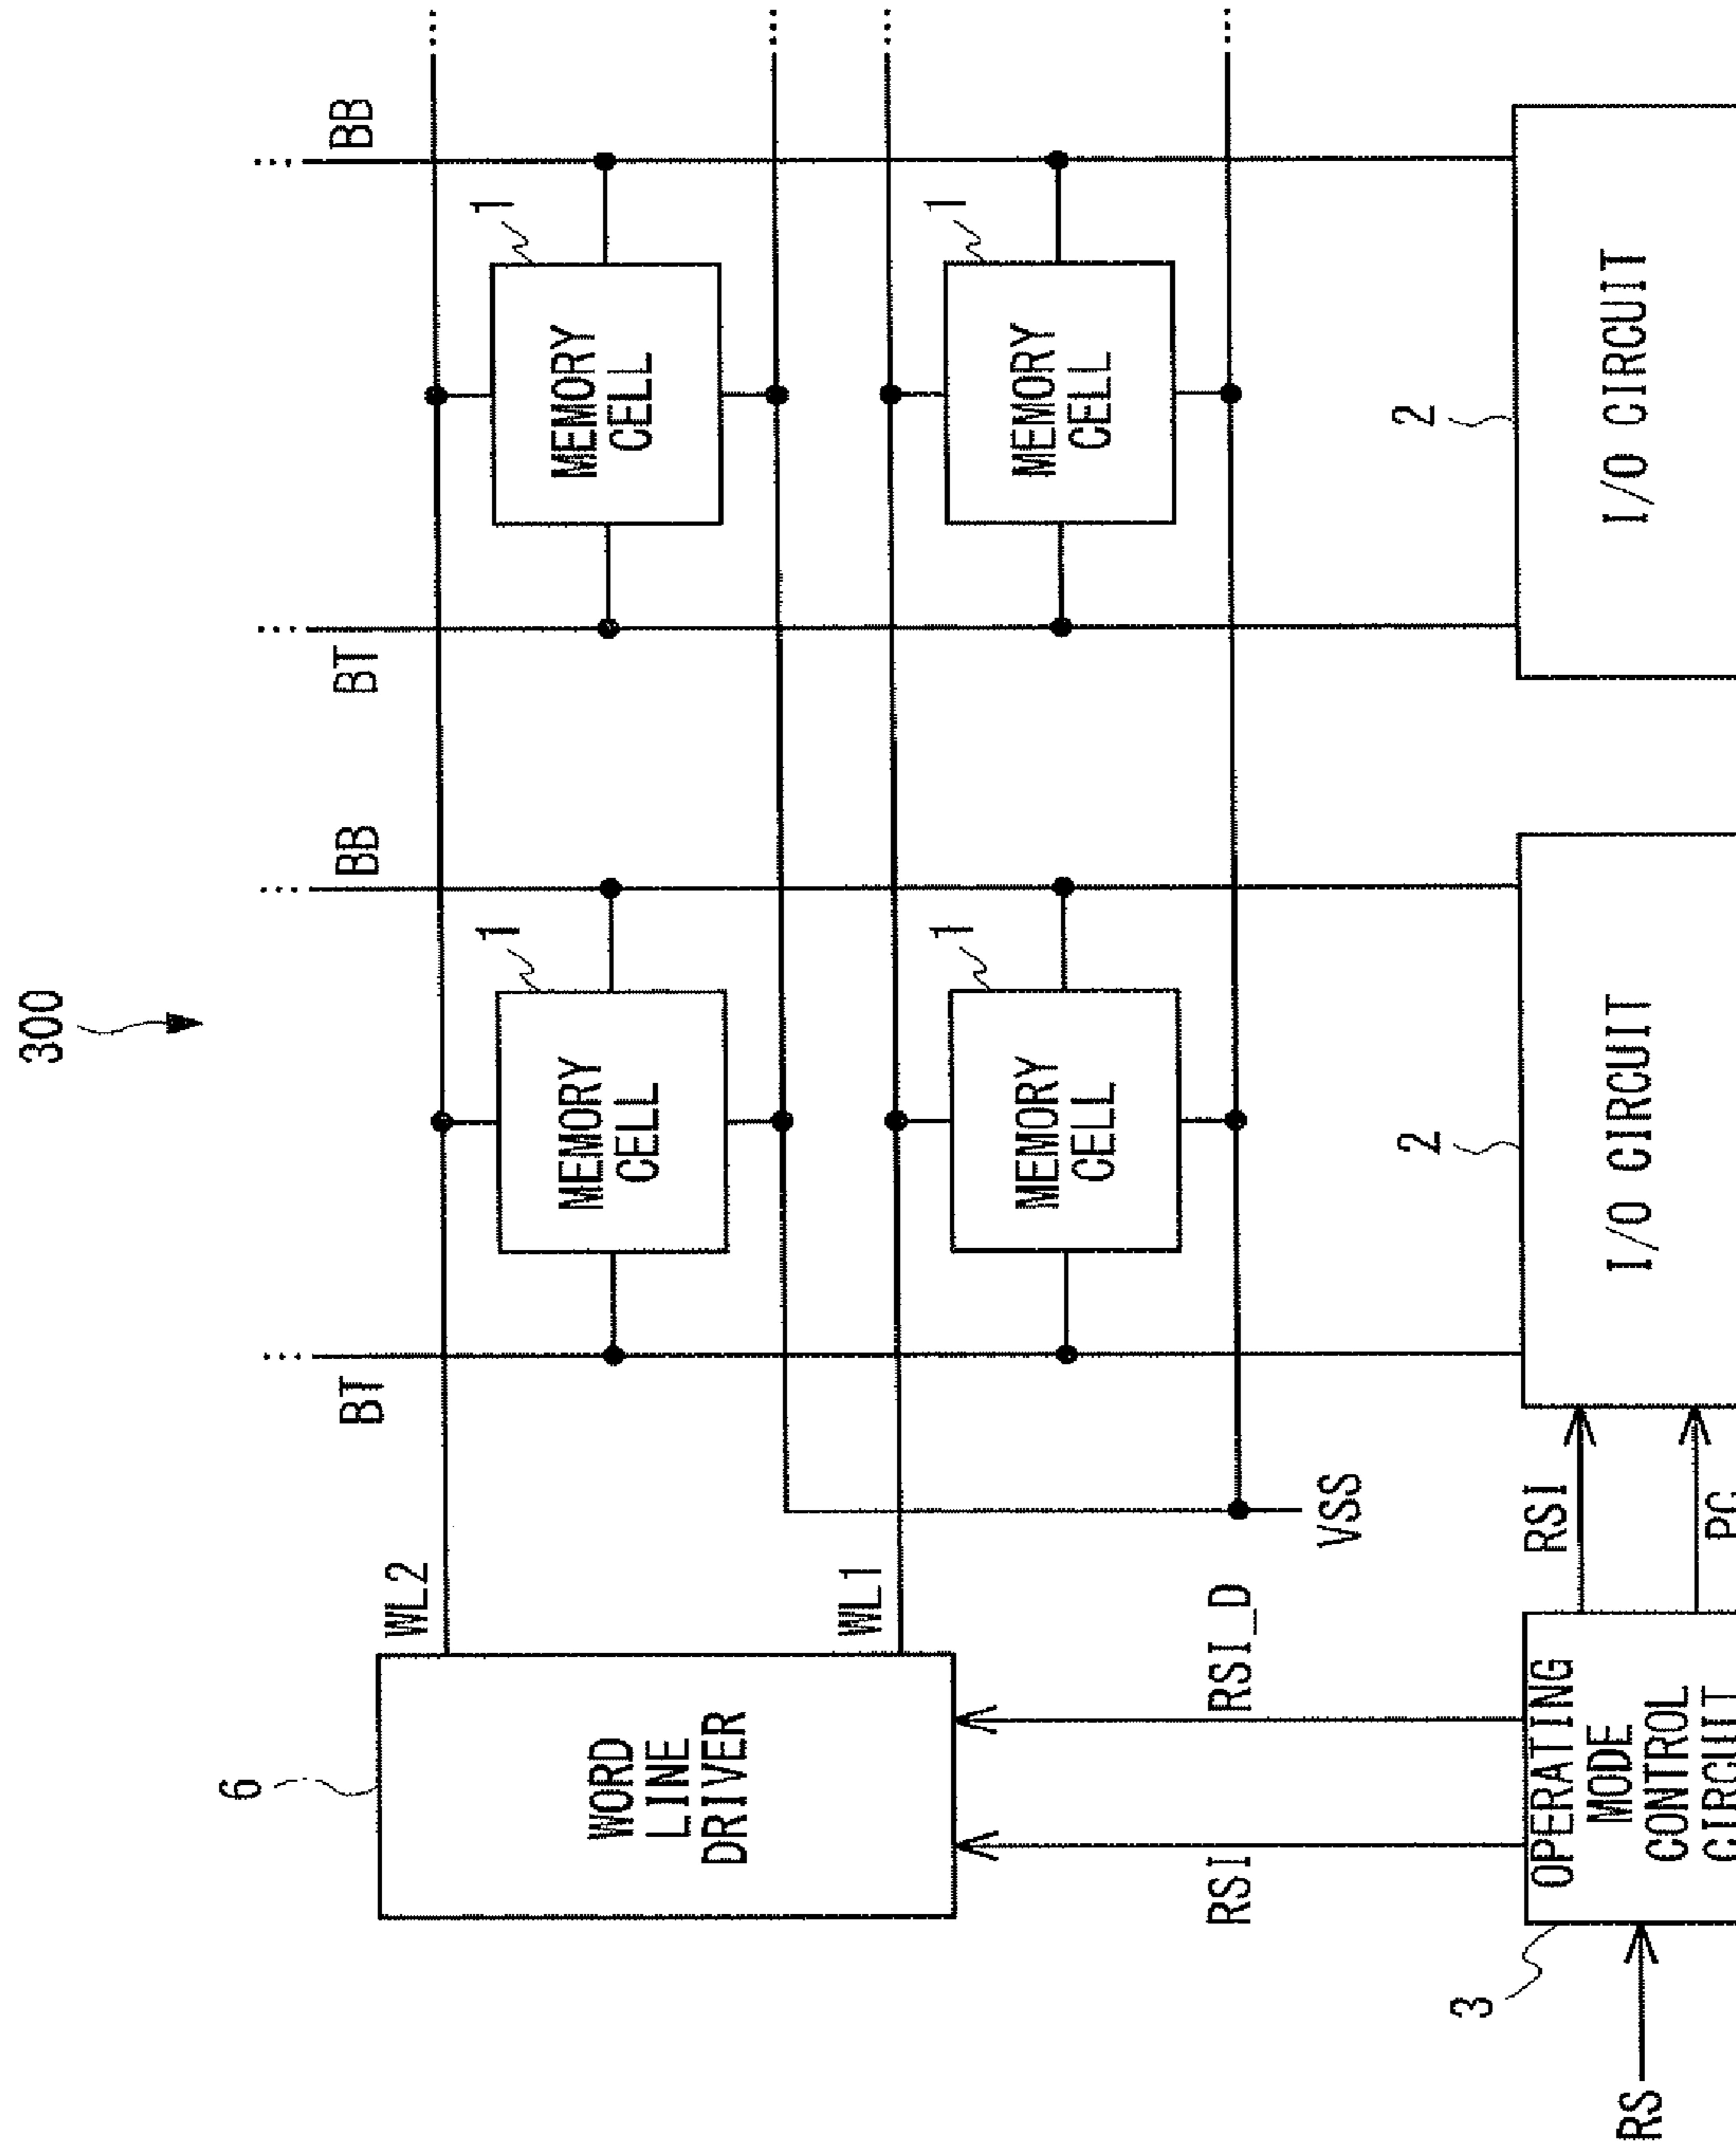 300
BT
BB
BT
BB
6
WORD
LINE
DRIVER
WL2
WL1
1
MEMORY
CELL
1
MEMORY
CELL
1
MEMORY
CELL
1
MEMORY
CELL
VSS
RSI
RSI_D
RS
3
OPERATING
MODE
CONTROL
CIRCUIT
RSI
PC
2
I/O CIRCUIT
2
I/O CIRCUIT